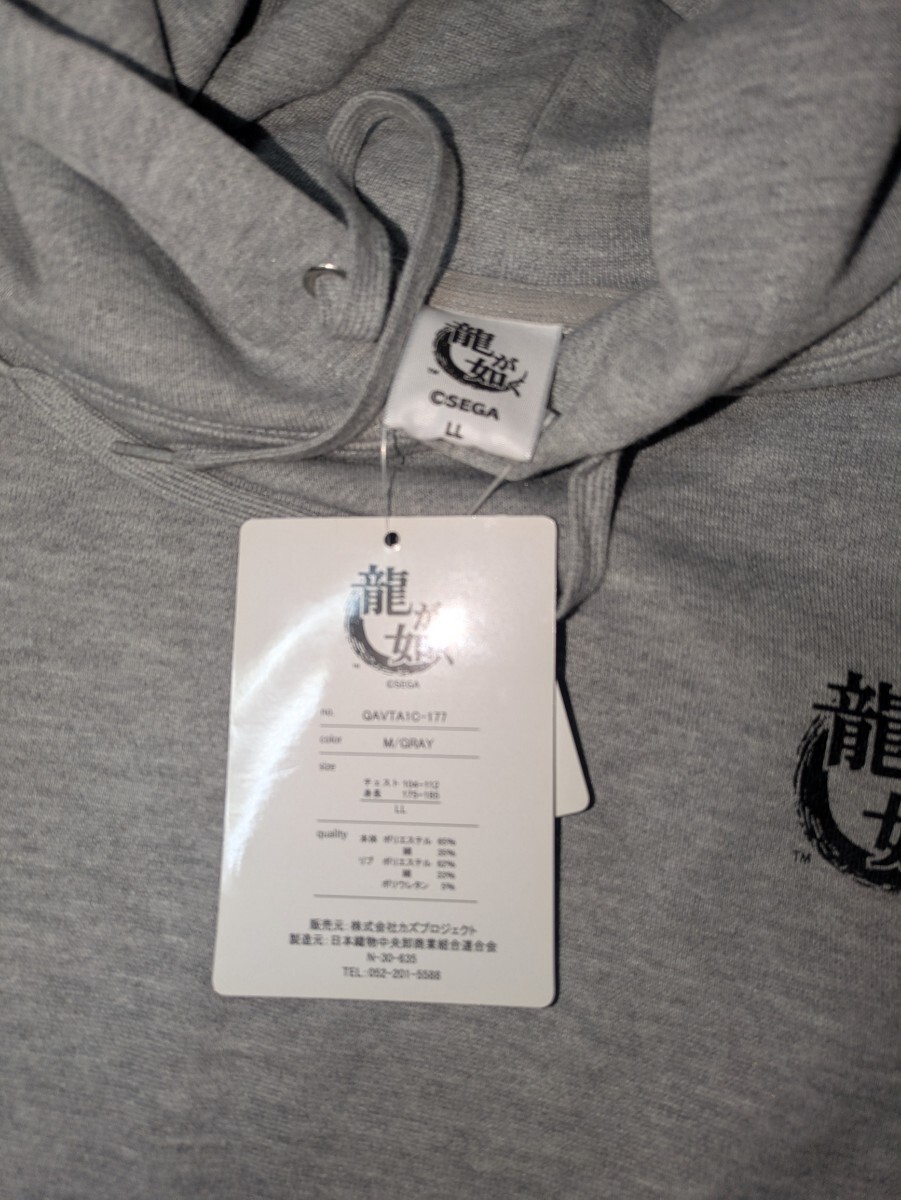 龍が如く
™
©SEGA
LL
龍が如く
™
©SEGA
no. QAVTA1C-177
color M/GRAY
size
チェスト 104-112
身長 175-185
LL
quality 本体 ポリエステル 80%
綿 20%
リブ ポリエステル
綿
ポリウレタン 5%
販売元:株式会社カズプロジェクト
製造元:日本織物中央卸商業組合連合会
N-30-635
TEL:052-201-5588
龍
如
TM